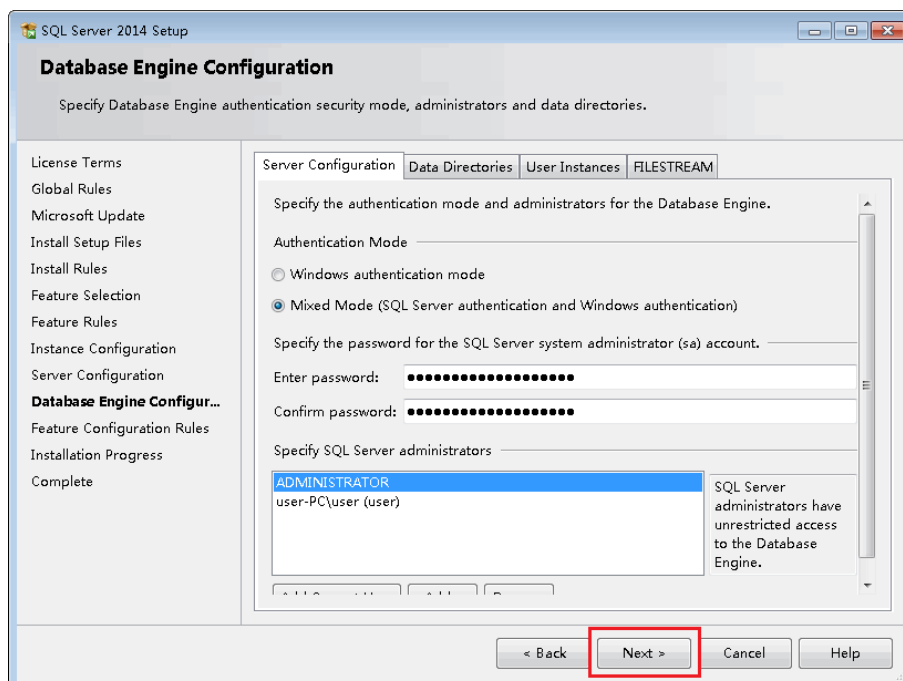 SQL Server 2014 Setup
Database Engine Configuration
Specify Database Engine authentication security mode, administrators and data directories.
License Terms
Global Rules
Microsoft Update
Install Setup Files
Install Rules
Feature Selection
Feature Rules
Instance Configuration
Server Configuration
Database Engine Configur...
Feature Configuration Rules
Installation Progress
Complete
Server Configuration Data Directories User Instances FILESTREAM
Specify the authentication mode and administrators for the Database Engine.
Authentication Mode
Windows authentication mode
Mixed Mode (SQL Server authentication and Windows authentication)
Specify the password for the SQL Server system administrator (sa) account.
Enter password: ●●●●●●●●●●●●●●●●●●●
Confirm password: ●●●●●●●●●●●●●●●●●●●
Specify SQL Server administrators
ADMINISTRATOR
user-PC\user (user)
SQL Server
administrators have
unrestricted access
to the Database
Engine.
< Back Next > Cancel Help